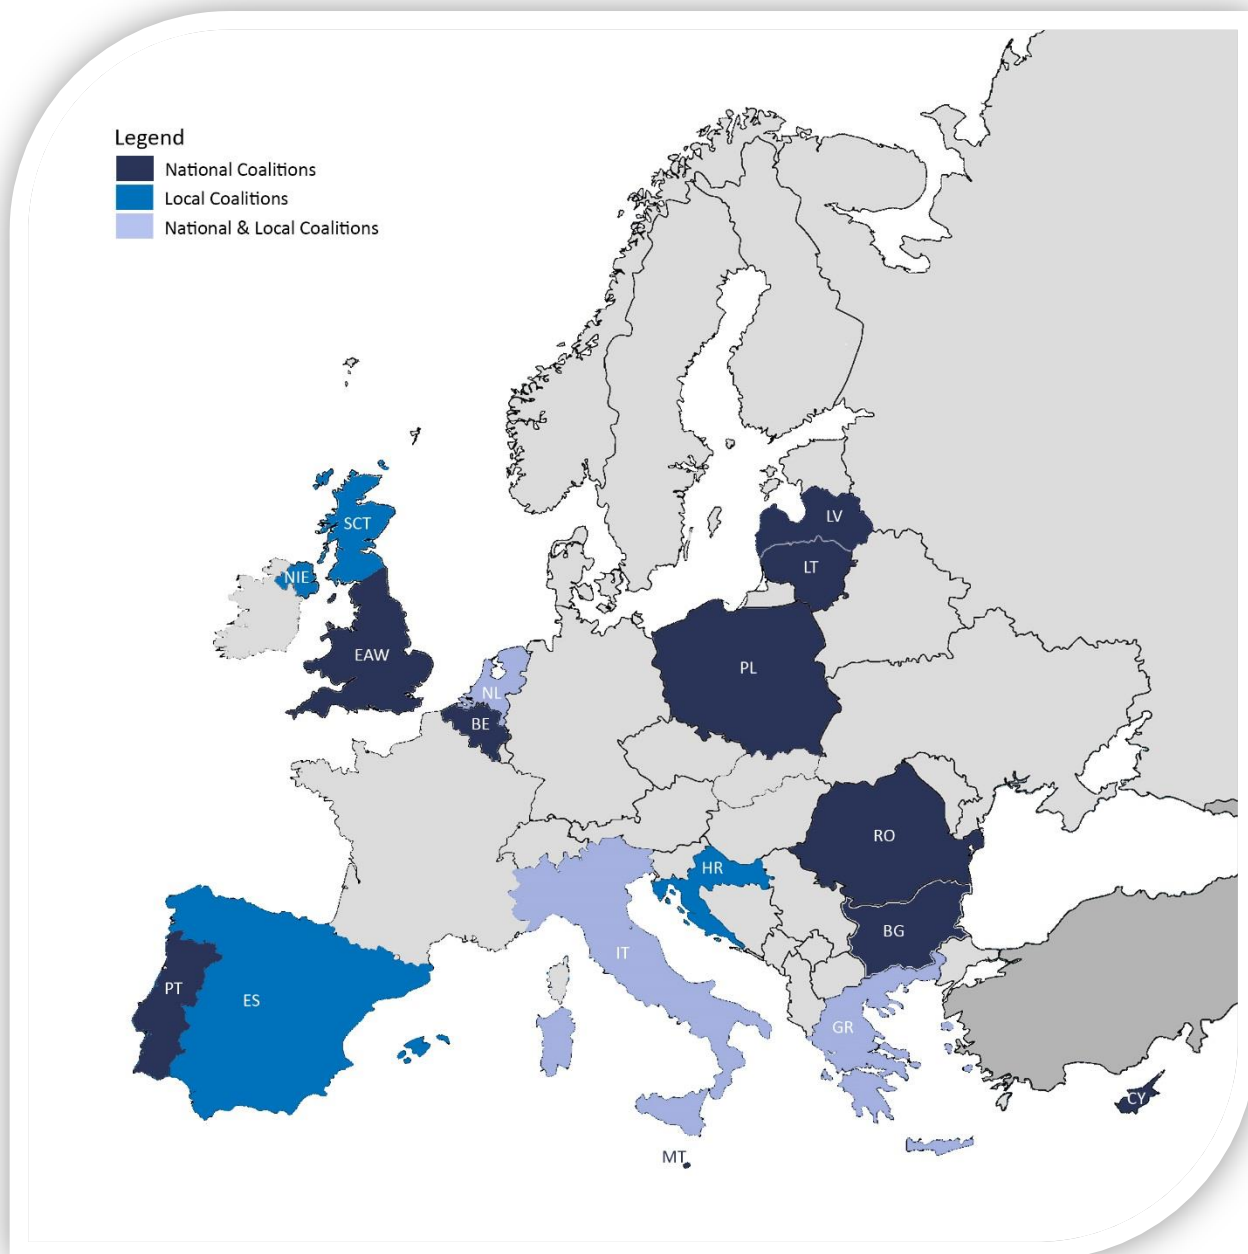 Legend
National Coalitions
Local Coalitions
National & Local Coalitions
SCT
NIE
EAW
NL
BE
LV
LT
PL
RO
HR
BG
IT
PT
ES
GR
CY
MT